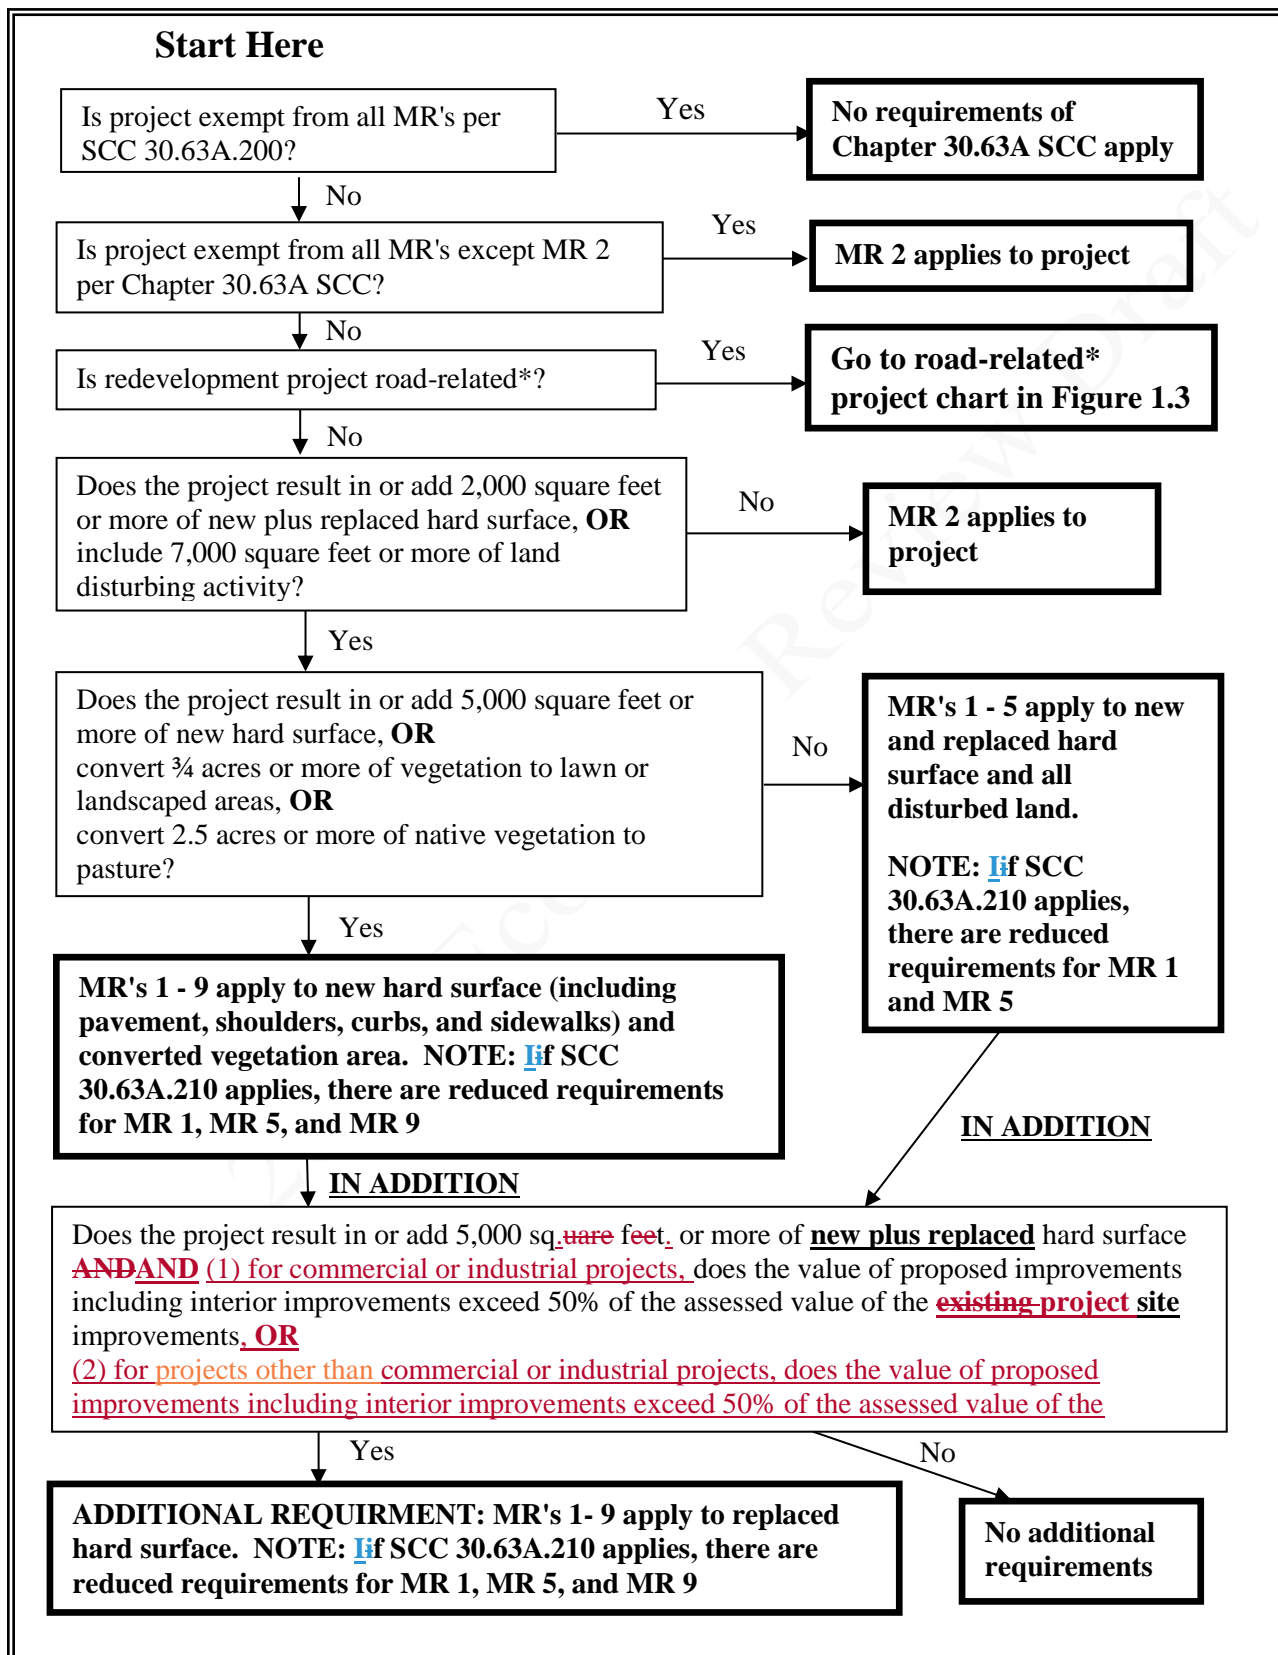 Start Here
Is project exempt from all MR's per
SCC 30.63A.200?
Yes
No requirements of
Chapter 30.63A SCC apply
No
Is project exempt from all MR's except MR 2
per Chapter 30.63A SCC?
Yes
MR 2 applies to project
No
Is redevelopment project road-related*?
Yes
Go to road-related*
project chart in Figure 1.3
No
Does the project result in or add 2,000 square feet
or more of new plus replaced hard surface, OR
include 7,000 square feet or more of land
disturbing activity?
No
MR 2 applies to
project
Yes
Does the project result in or add 5,000 square feet or
more of new hard surface, OR
convert ¾ acres or more of vegetation to lawn or
landscaped areas, OR
convert 2.5 acres or more of native vegetation to
pasture?
No
MR's 1 - 5 apply to new
and replaced hard
surface and all
disturbed land.
NOTE: Iif SCC
30.63A.210 applies,
there are reduced
requirements for MR 1
and MR 5
Yes
MR's 1 - 9 apply to new hard surface (including
pavement, shoulders, curbs, and sidewalks) and
converted vegetation area.  NOTE: Iif SCC
30.63A.210 applies, there are reduced requirements
for MR 1, MR 5, and MR 9
IN ADDITION
IN ADDITION
Does the project result in or add 5,000 sq.uare feet. or more of new plus replaced hard surface
ANDAND (1) for commercial or industrial projects, does the value of proposed improvements
including interior improvements exceed 50% of the assessed value of the existing project site
improvements, OR
(2) for projects other than commercial or industrial projects, does the value of proposed
improvements including interior improvements exceed 50% of the assessed value of the
Yes
No
ADDITIONAL REQUIRMENT: MR's 1- 9 apply to replaced
hard surface.  NOTE: Iif SCC 30.63A.210 applies, there are
reduced requirements for MR 1, MR 5, and MR 9
No additional
requirements
Review Draft